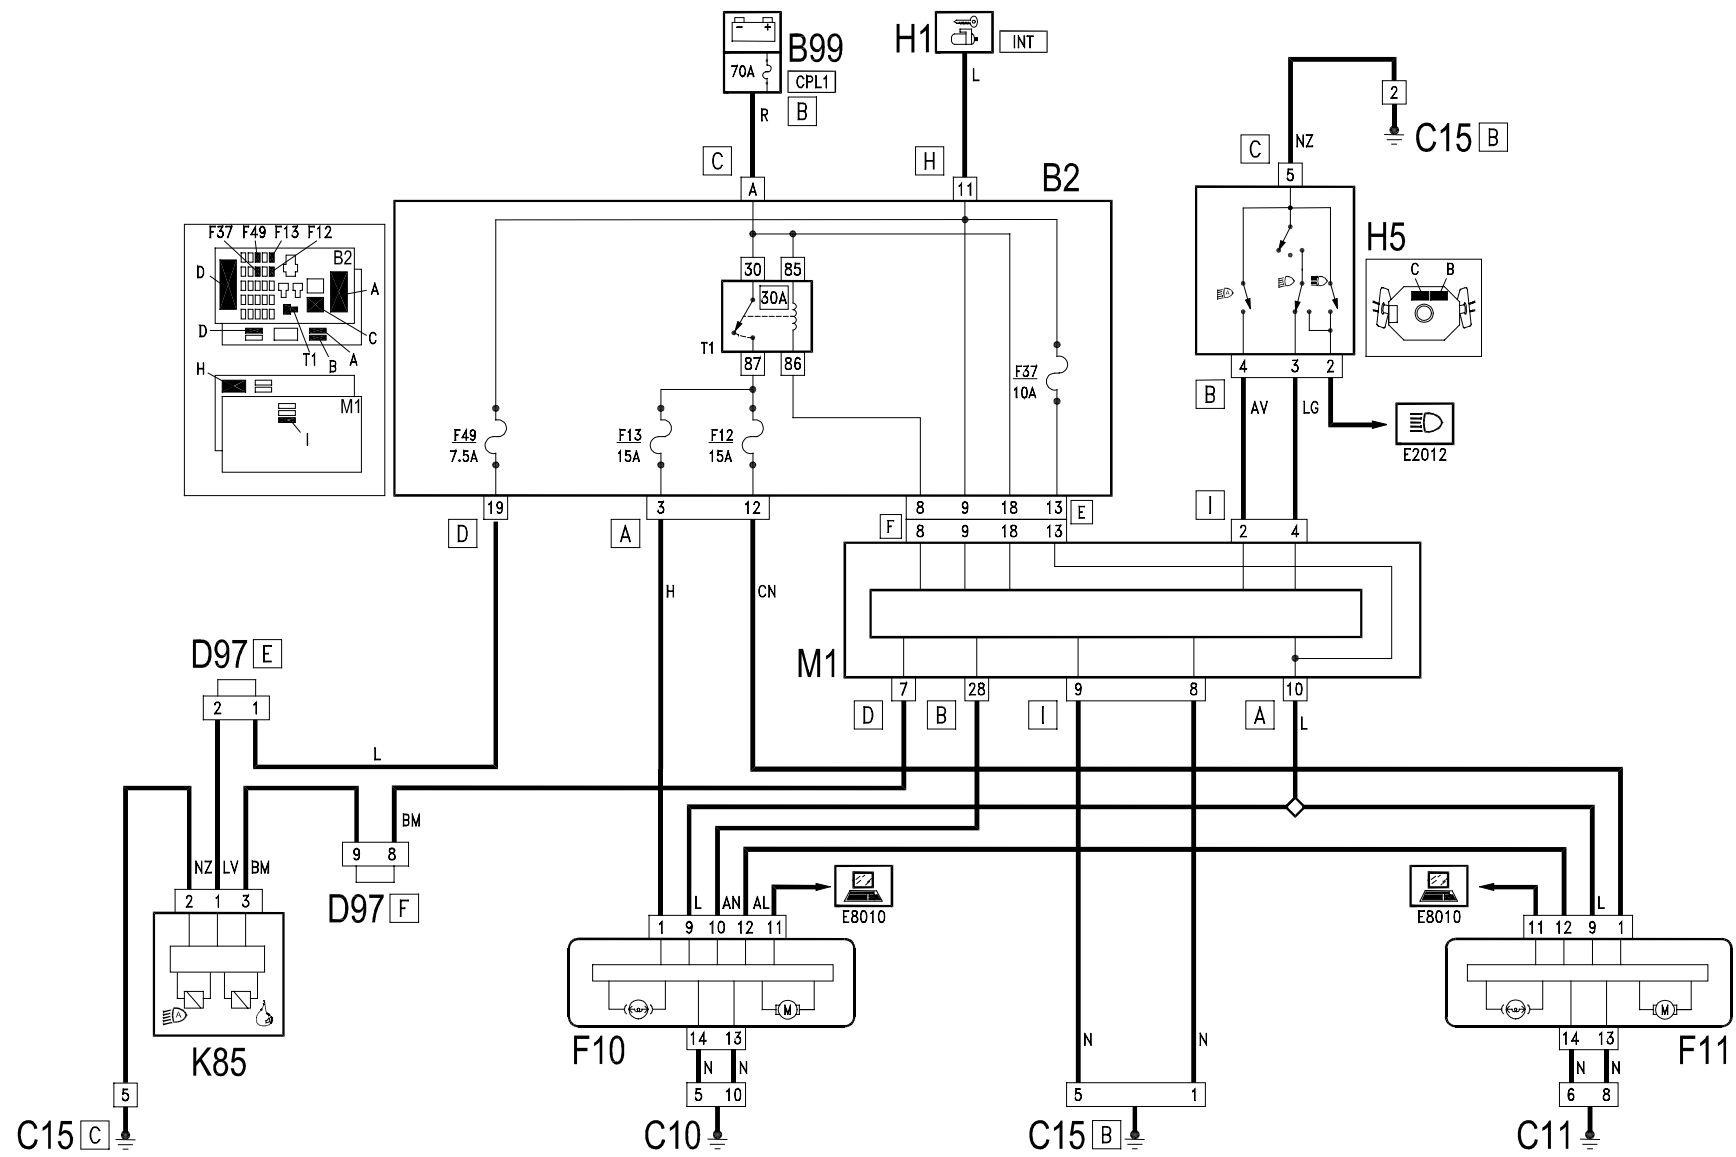 B99
70A
CPL1
B
R
H1
INT
L
C
A
H
11
B2
2
C15 B
NZ
C
5
H5
C B
4 3 2
B
AV LG
E2012
I
2 4
F37 F49 F13 F12
B2
D
A
D
C
T1 B A
H
M1
I
30 85
30A
T1
87 86
F37
10A
F49
7.5A
F13
15A
F12
15A
19
D
3 12
A
8 9 18 13
E
F
8 9 18 13
H
CN
M1
7
D
28
B
9 8
I
10
A
L
D97 E
2 1
L
BM
9 8
D97 F
NZ LV BM
2 1 3
A
K85
5
C15 C
E8010
L AN AL
1 9 10 12 11
M
F10
14 13
N N
5 10
C10
N N
5 1
C15 B
E8010
L
11 12 9 1
M
F11
14 13
N N
6 8
C11